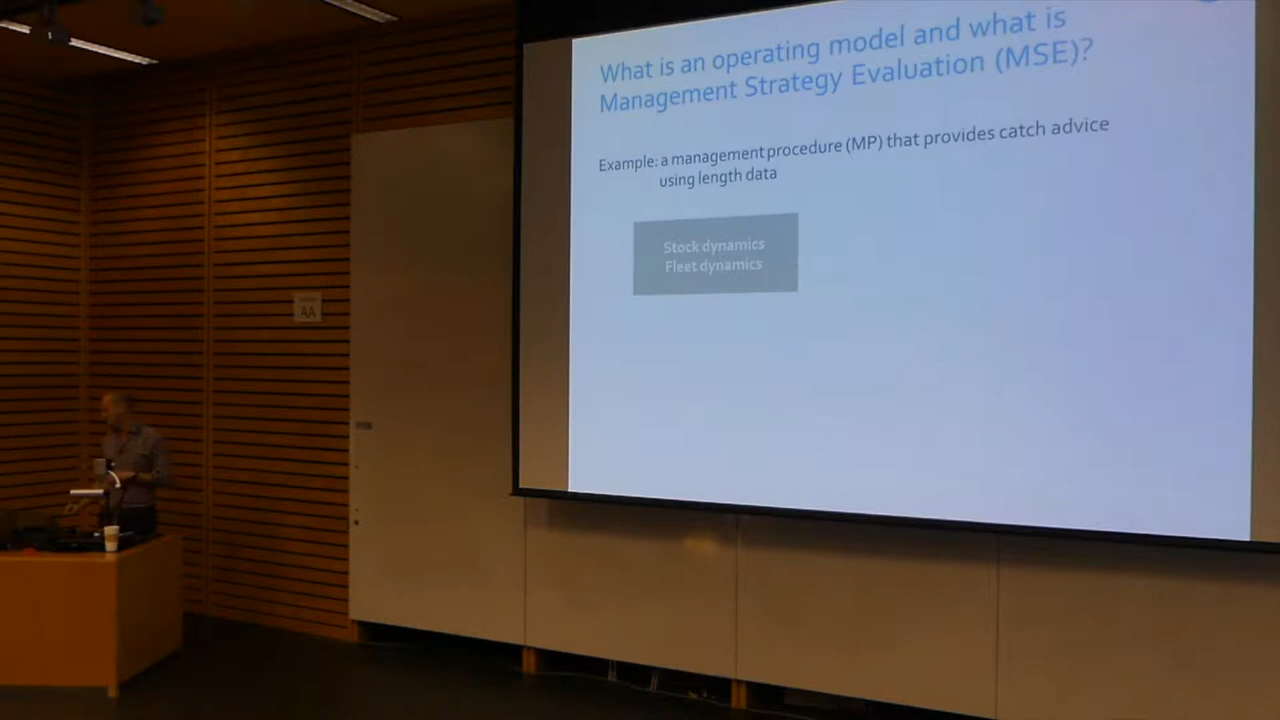 What is an operating model and what is
Management Strategy Evaluation (MSE)?
Example: a management procedure (MP) that provides catch advice
using length data
Stock dynamics
Fleet dynamics
AA